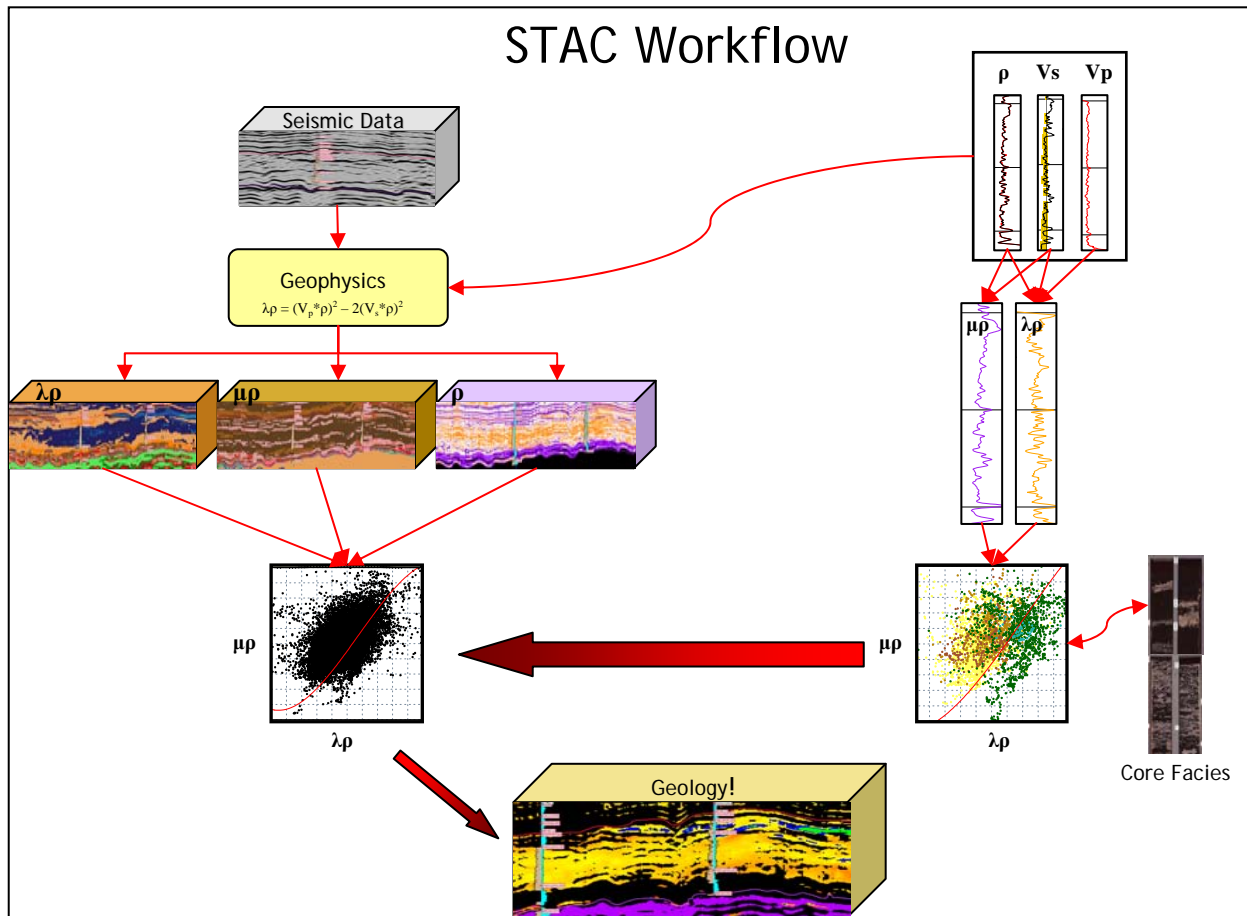 STAC Workflow
ρ Vs Vp
Seismic Data
Geophysics
λρ = (Vp*ρ)² – 2(Vs*ρ)²
μρ λρ
λρ μρ ρ
μρ
λρ
μρ
λρ
Core Facies
Geology!